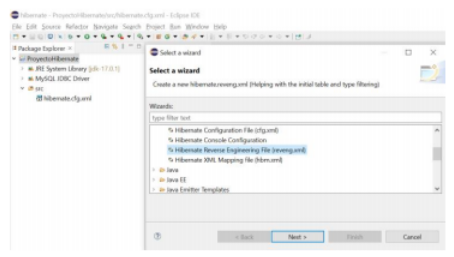 Hibernate - ProyectoHibernate/src/hibernate.cfg.xml - Eclipse IDE
File Edit Source Refactor Navigate Search Project Run Window Help
Package Explorer
ProyectoHibernate
JRE System Library [jdk-17.0.1]
MySQL JDBC Driver
src
hibernate.cfg.xml
Select a wizard
Select a wizard
Create a new hibernate.reveng.xml (Helping with the initial table and type filtering)
Wizards:
type filter text
Hibernate Configuration File (cfg.xml)
Hibernate Console Configuration
Hibernate Reverse Engineering File (reveng.xml)
Hibernate XML Mapping file (hbm.xml)
Java
Java EE
Java Emitter Templates
< Back Next > Finish Cancel